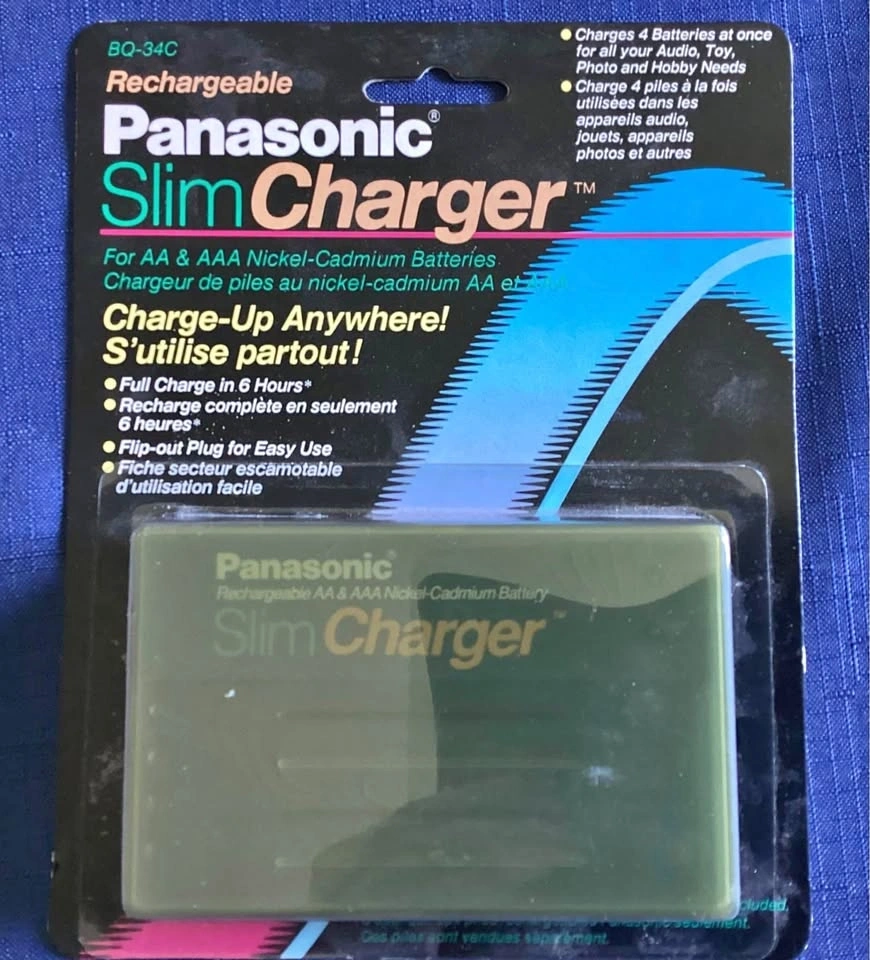 BQ-34C
Rechargeable
Panasonic®
SlimCharger™
For AA & AAA Nickel-Cadmium Batteries
Chargeur de piles au nickel-cadmium AA et AAA
Charge-Up Anywhere!
S'utilise partout!
● Full Charge in 6 Hours*
● Recharge complète en seulement
6 heures*
● Flip-out Plug for Easy Use
● Fiche secteur escamotable
d'utilisation facile
● Charges 4 Batteries at once
for all your Audio, Toy,
Photo and Hobby Needs
● Charge 4 piles à la fois
utilisées dans les
appareils audio,
jouets, appareils
photos et autres
Panasonic®
Rechargeable AA & AAA Nickel-Cadmium Battery
SlimCharger™
Panasonic seulement.
Ces piles sont vendues séparément.